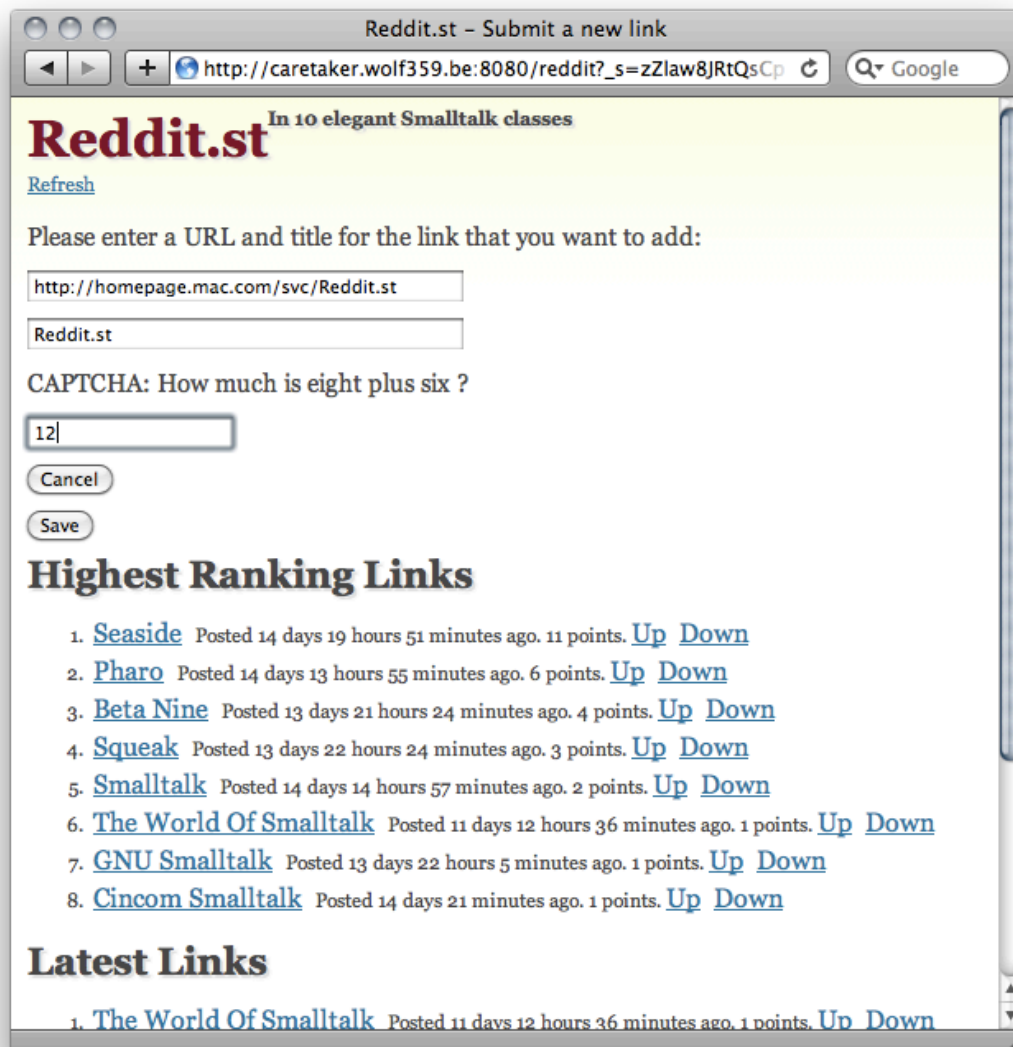 Reddit.st – Submit a new link
http://caretaker.wolf359.be:8080/reddit?_s=zZlaw8JRtQsCp
Google
Reddit.st In 10 elegant Smalltalk classes
Refresh
Please enter a URL and title for the link that you want to add:
http://homepage.mac.com/svc/Reddit.st
Reddit.st
CAPTCHA: How much is eight plus six ?
12
Cancel
Save
Highest Ranking Links
1. Seaside Posted 14 days 19 hours 51 minutes ago. 11 points. Up Down
2. Pharo Posted 14 days 13 hours 55 minutes ago. 6 points. Up Down
3. Beta Nine Posted 13 days 21 hours 24 minutes ago. 4 points. Up Down
4. Squeak Posted 13 days 22 hours 24 minutes ago. 3 points. Up Down
5. Smalltalk Posted 14 days 14 hours 57 minutes ago. 2 points. Up Down
6. The World Of Smalltalk Posted 11 days 12 hours 36 minutes ago. 1 points. Up Down
7. GNU Smalltalk Posted 13 days 22 hours 5 minutes ago. 1 points. Up Down
8. Cincom Smalltalk Posted 14 days 21 minutes ago. 1 points. Up Down
Latest Links
1. The World Of Smalltalk Posted 11 days 12 hours 36 minutes ago. 1 points. Up Down